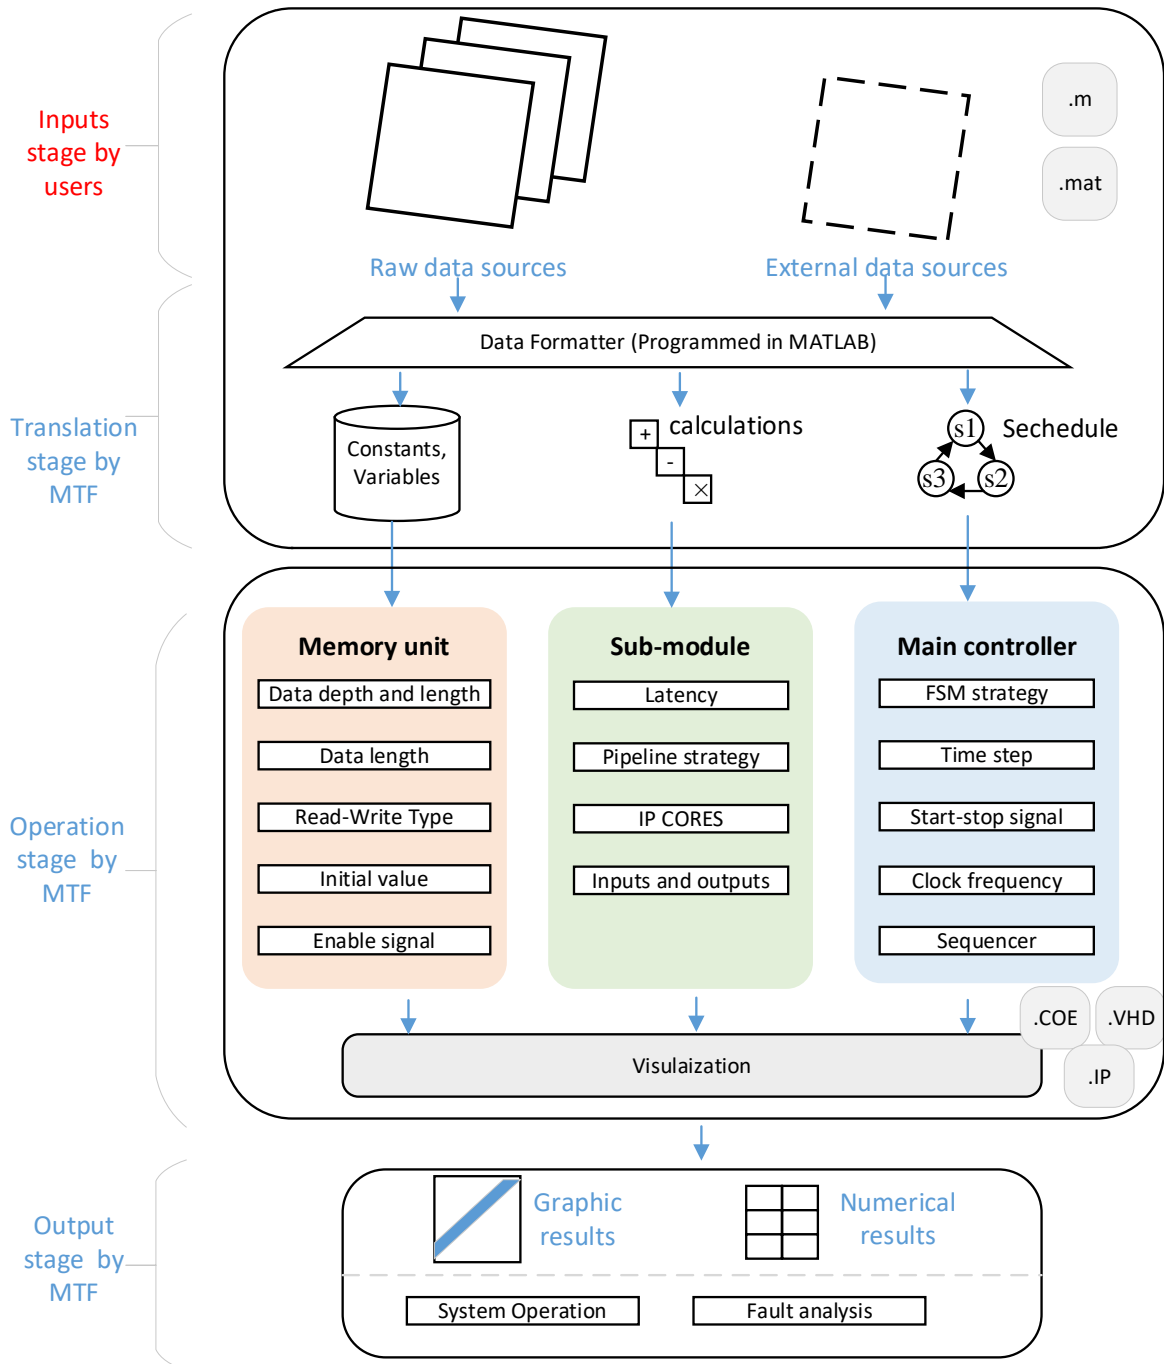 Inputs
stage by
users
.m
.mat
Raw data sources
External data sources
Data Formatter (Programmed in MATLAB)
Translation
stage by
MTF
Constants,
Variables
calculations
+
-
×
Sechedule
s1
s3
s2
Operation
stage by
MTF
Memory unit
Data depth and length
Data length
Read-Write Type
Initial value
Enable signal
Sub-module
Latency
Pipeline strategy
IP CORES
Inputs and outputs
Main controller
FSM strategy
Time step
Start-stop signal
Clock frequency
Sequencer
.COE
.VHD
.IP
Visulaization
Output
stage by
MTF
Graphic
results
Numerical
results
System Operation
Fault analysis